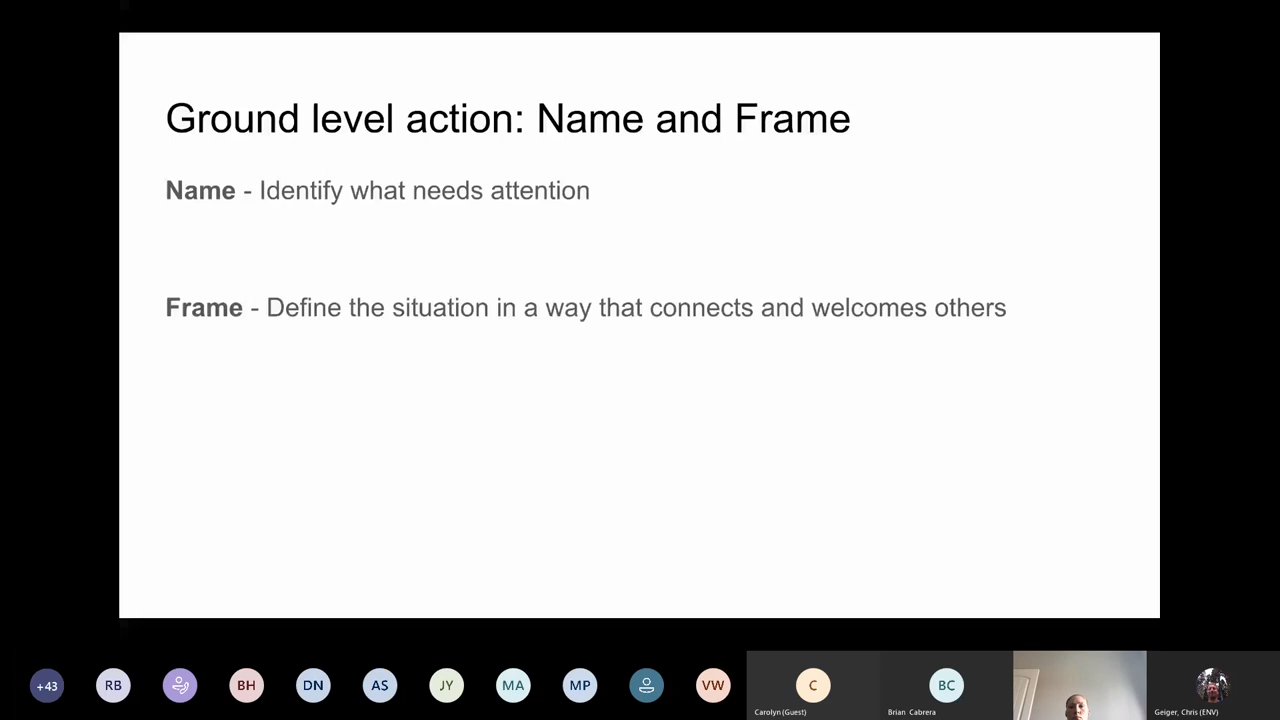 Ground level action: Name and Frame
Name - Identify what needs attention
Frame - Define the situation in a way that connects and welcomes others
+43
RB
BH
DN
AS
JY
MA
MP
VW
C
BC
Carolyn (Guest)
Brian Cabrera
Geiger, Chris (ENV)